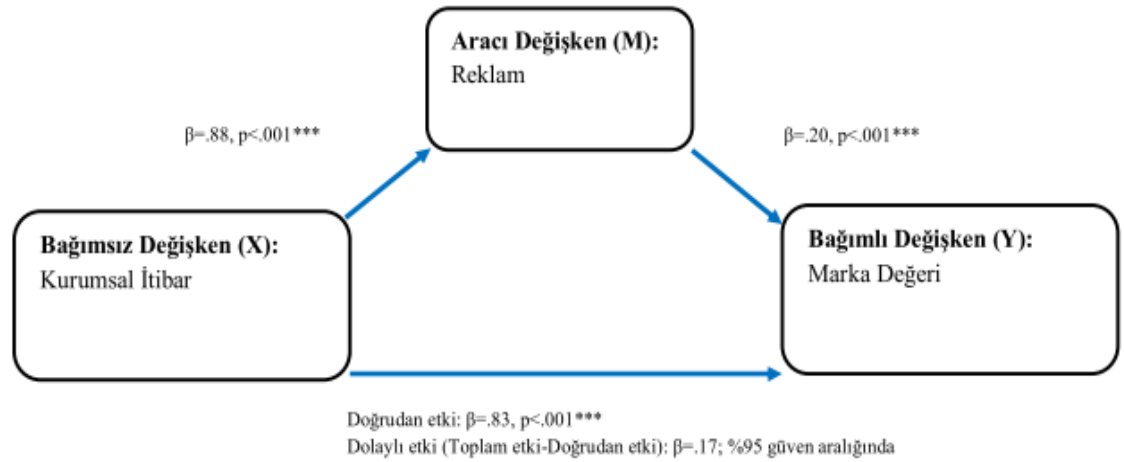 Aracı Değişken (M):
Reklam
β=.88, p<.001***
β=.20, p<.001***
Bağımsız Değişken (X):
Kurumsal İtibar
Bağımlı Değişken (Y):
Marka Değeri
Doğrudan etki: β=.83, p<.001***
Dolaylı etki (Toplam etki-Doğrudan etki): β=.17; %95 güven aralığında